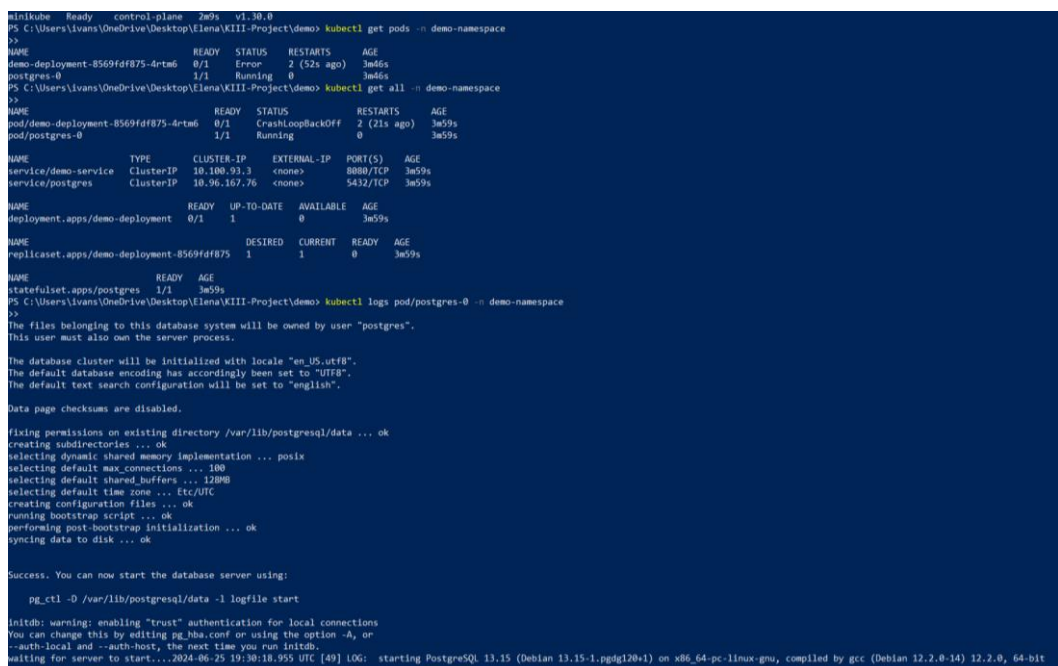 minikube   Ready    control-plane   2m9s   v1.30.0
PS C:\Users\ivans\OneDrive\Desktop\Elena\KIII-Project\demo> kubectl get pods -n demo-namespace
>>
NAME                               READY   STATUS    RESTARTS      AGE
demo-deployment-8569fdf875-4rtm6   0/1     Error     2 (52s ago)   3m46s
postgres-0                         1/1     Running   0             3m46s
PS C:\Users\ivans\OneDrive\Desktop\Elena\KIII-Project\demo> kubectl get all -n demo-namespace
>>
NAME                                   READY   STATUS             RESTARTS      AGE
pod/demo-deployment-8569fdf875-4rtm6   0/1     CrashLoopBackOff   2 (21s ago)   3m59s
pod/postgres-0                         1/1     Running            0             3m59s
NAME                   TYPE        CLUSTER-IP      EXTERNAL-IP   PORT(S)    AGE
service/demo-service   ClusterIP   10.100.93.3     <none>        8080/TCP   3m59s
service/postgres       ClusterIP   10.96.167.76    <none>        5432/TCP   3m59s
NAME                              READY   UP-TO-DATE   AVAILABLE   AGE
deployment.apps/demo-deployment   0/1     1            0           3m59s
NAME                                         DESIRED   CURRENT   READY   AGE
replicaset.apps/demo-deployment-8569fdf875   1         1         0       3m59s
NAME                        READY   AGE
statefulset.apps/postgres   1/1     3m59s
PS C:\Users\ivans\OneDrive\Desktop\Elena\KIII-Project\demo> kubectl logs pod/postgres-0 -n demo-namespace
>>
The files belonging to this database system will be owned by user "postgres".
This user must also own the server process.
The database cluster will be initialized with locale "en_US.utf8".
The default database encoding has accordingly been set to "UTF8".
The default text search configuration will be set to "english".
Data page checksums are disabled.
fixing permissions on existing directory /var/lib/postgresql/data ... ok
creating subdirectories ... ok
selecting dynamic shared memory implementation ... posix
selecting default max_connections ... 100
selecting default shared_buffers ... 128MB
selecting default time zone ... Etc/UTC
creating configuration files ... ok
running bootstrap script ... ok
performing post-bootstrap initialization ... ok
syncing data to disk ... ok
Success. You can now start the database server using:
pg_ctl -D /var/lib/postgresql/data -l logfile start
initdb: warning: enabling "trust" authentication for local connections
You can change this by editing pg_hba.conf or using the option -A, or
--auth-local and --auth-host, the next time you run initdb.
waiting for server to start....2024-06-25 19:30:18.955 UTC [49] LOG:  starting PostgreSQL 13.15 (Debian 13.15-1.pgdg120+1) on x86_64-pc-linux-gnu, compiled by gcc (Debian 12.2.0-14) 12.2.0, 64-bit